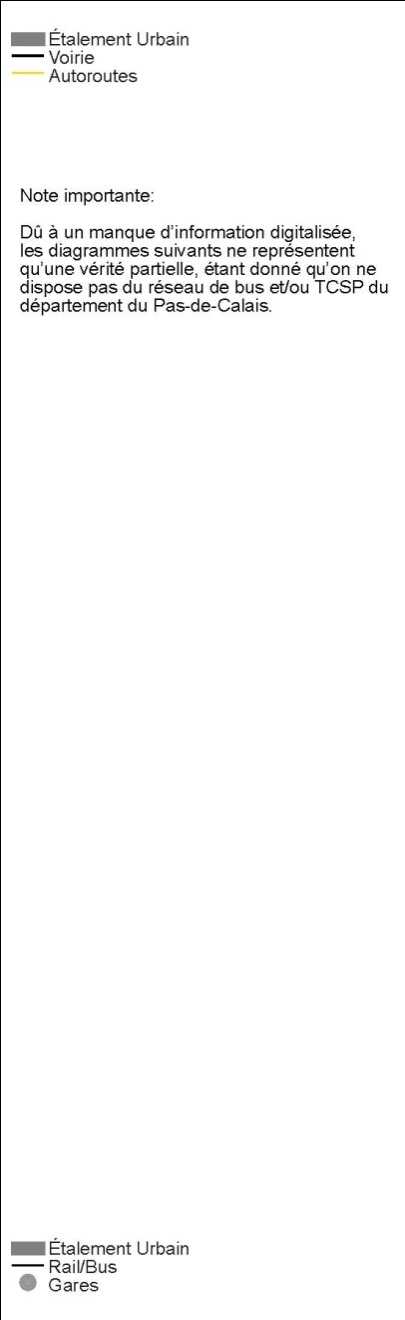 Étalement Urbain
Voirie
Autoroutes
Note importante:
Dû à un manque d'information digitalisée,
les diagrammes suivants ne représentent
qu'une vérité partielle, étant donné qu'on ne
dispose pas du réseau de bus et/ou TCSP du
département du Pas-de-Calais.
Étalement Urbain
Rail/Bus
Gares